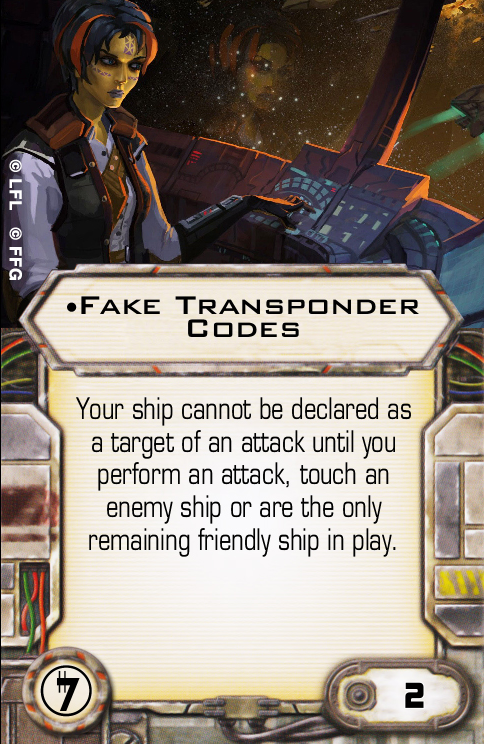 © LFL © FFG
•Fake Transponder
Codes
Your ship cannot be declared as
a target of an attack until you
perform an attack, touch an
enemy ship or are the only
remaining friendly ship in play.
2